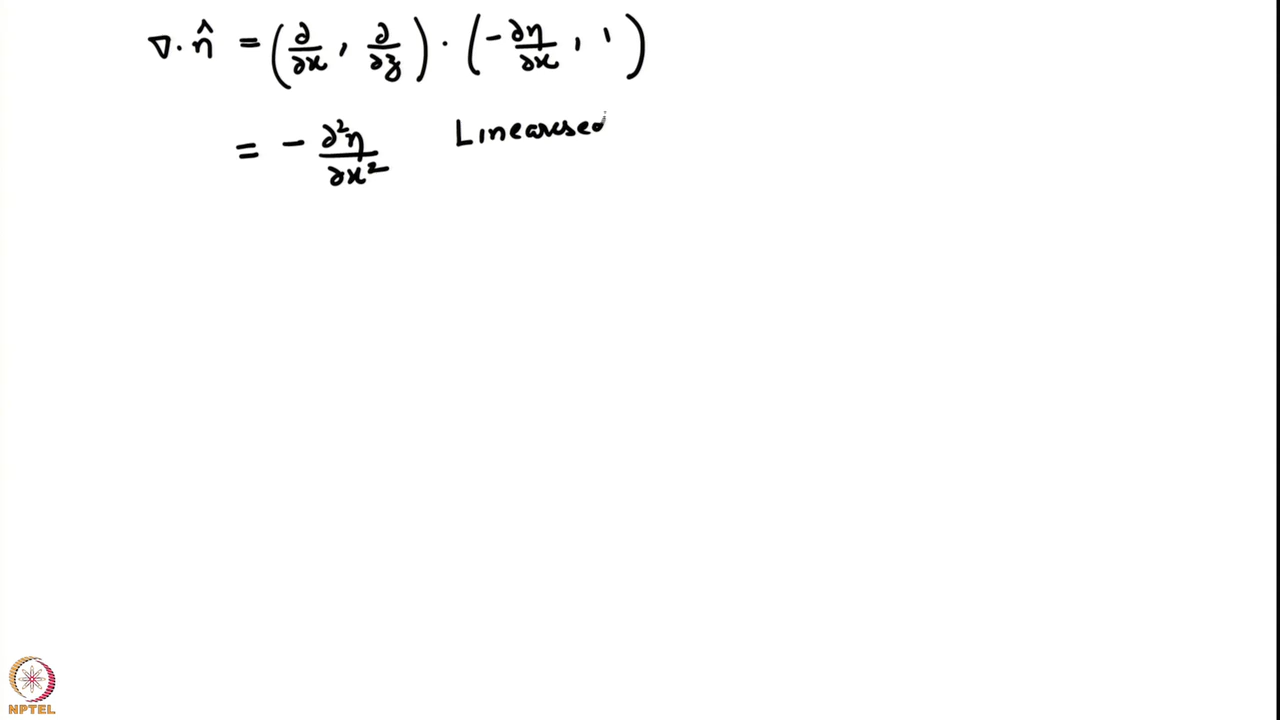 ∇·n̂ = (∂/∂x, ∂/∂z) · (-∂η/∂x, 1)
= - ∂²η/∂x² Linearised
NPTEL